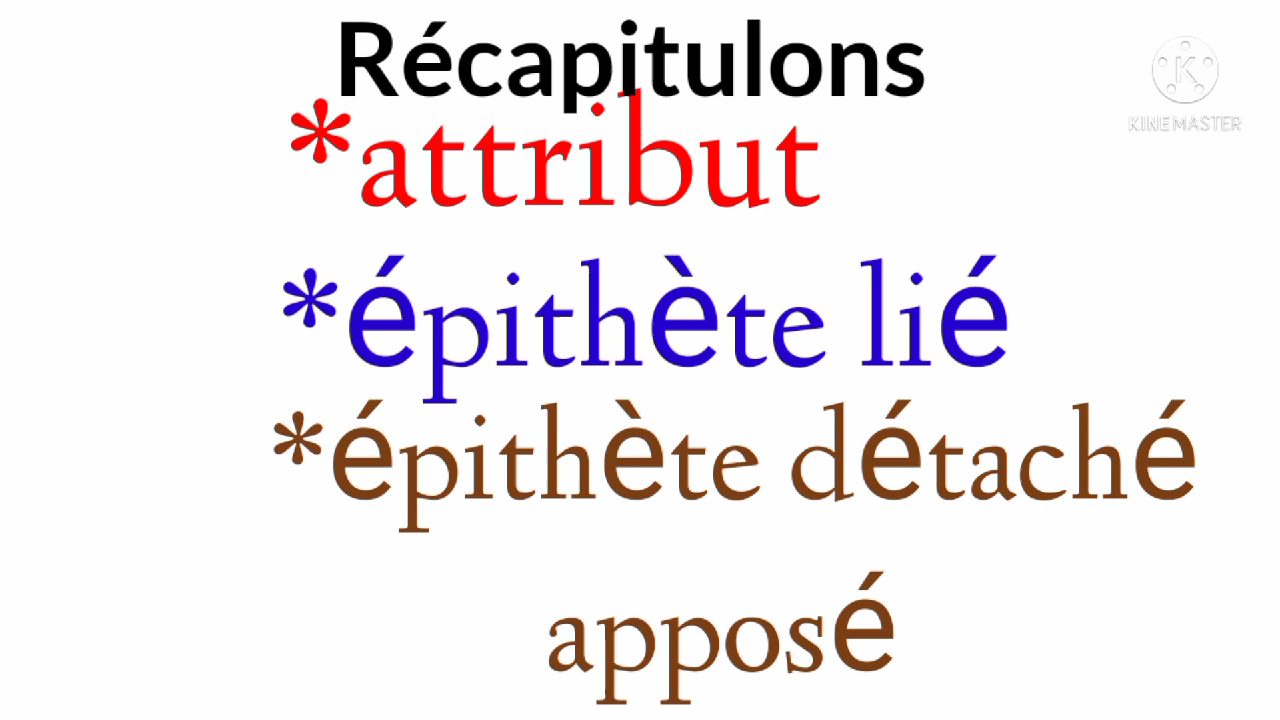 Récapitulons
*attribut
KINEMASTER
*épithète lié
*épithète détaché
apposé